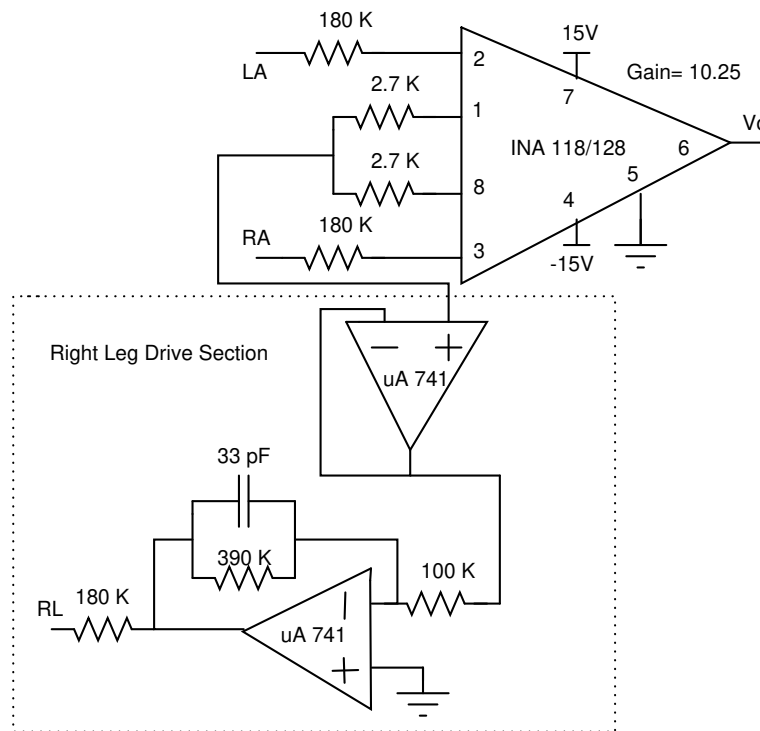 180 K
LA
2.7 K
2.7 K
180 K
RA
2
1
8
3
15V
7
Gain= 10.25
INA 118/128
6
5
4
-15V
Right Leg Drive Section
uA 741
33 pF
390 K
180 K
RL
uA 741
100 K